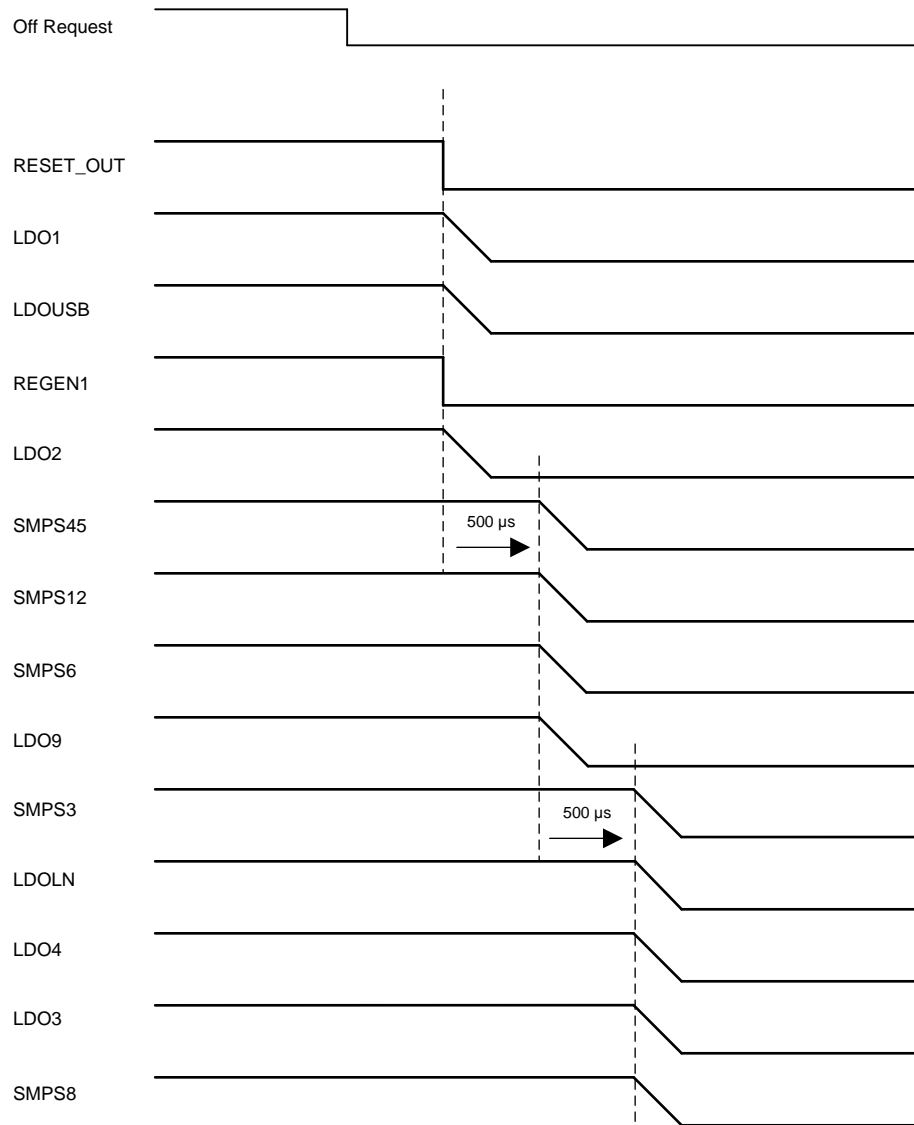 Off Request
RESET_OUT
LDO1
LDOUSB
REGEN1
LDO2
SMPS45
500 µs
SMPS12
SMPS6
LDO9
SMPS3
500 µs
LDOLN
LDO4
LDO3
SMPS8